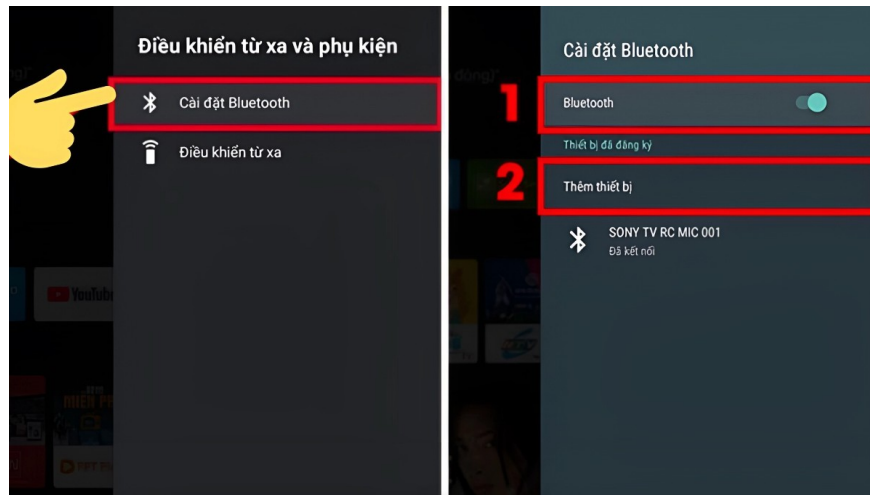 Điều khiển từ xa và phụ kiện
Cài đặt Bluetooth
Điều khiển từ xa
YouTube
Cài đặt Bluetooth
1
Bluetooth
Thiết bị đã đăng ký
2
Thêm thiết bị
SONY TV RC MIC 001
Đã kết nối